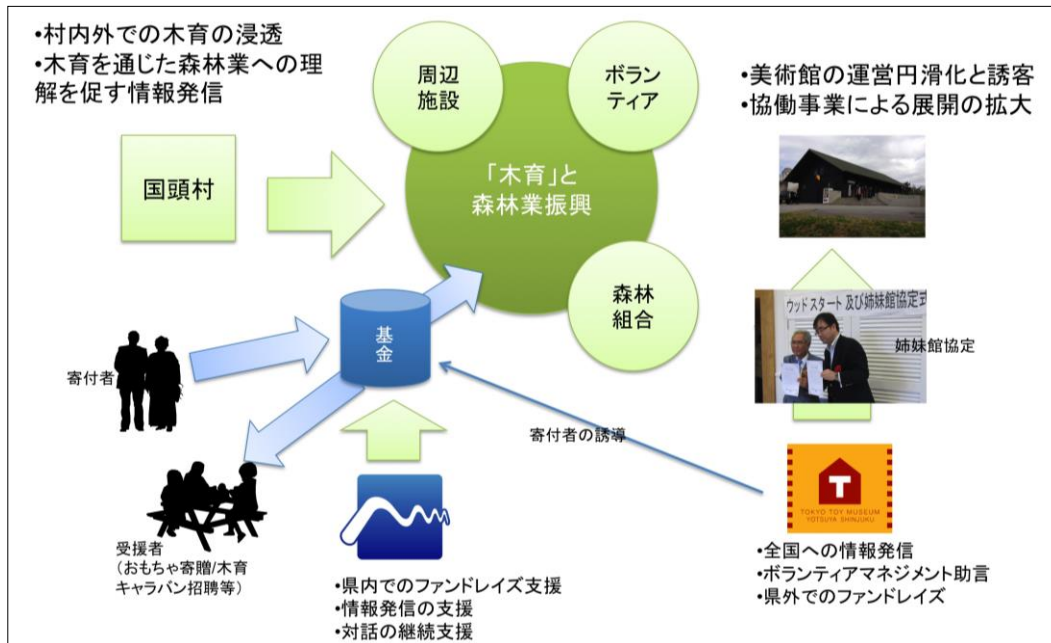 •村内外での木育の浸透
•木育を通じた森林業への理
解を促す情報発信
周辺
施設
ボラン
ティア
•美術館の運営円滑化と誘客
•協働事業による展開の拡大
国頭村
「木育」と
森林業振興
森林
組合
基
金
寄付者
ウッドスタート 及び姉妹館協定式
姉妹館協定
寄付者の誘導
T
TOKYO TOY MUSEUM
YOTSUYA SHINJUKU
受援者
（おもちゃ寄贈/木育
キャラバン招聘等）
•県内でのファンドレイズ支援
•情報発信の支援
•対話の継続支援
•全国への情報発信
•ボランティアマネジメント助言
•県外でのファンドレイズ